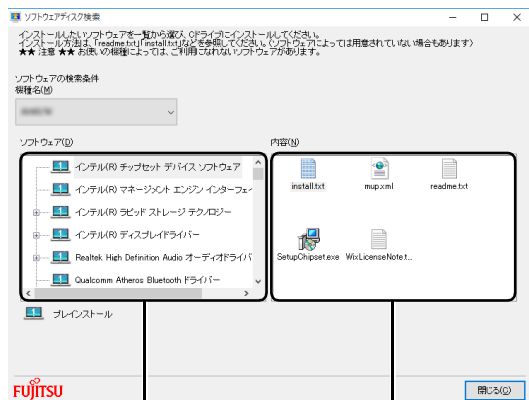 ソフトウェアディスク検索
インストールしたいソフトウェアを一覧から選び、Cドライブにインストールしてください。
インストール方法は、「readme.txt」「install.txt」などを参照してください。(ソフトウェアによっては用意されていない場合もあります)
★★ 注意 ★★ お使いの機種によっては、ご利用になれないソフトウェアがあります。
ソフトウェアの検索条件
機種名(M)
ソフトウェア(D)
内容(N)
インテル(R) チップセット デバイス ソフトウェア
インテル(R) マネージメント エンジン インターフェイ
インテル(R) ラピッド ストレージ テクノロジー
インテル(R) ディスプレイドライバー
Realtek High Definition Audio オーディオドライバ
Qualcomm Atheros Bluetooth ドライバー
install.txt
mup.xml
readme.txt
SetupChipset.exe
WixLicenseNote.t...
プレインストール
FUJITSU
閉じる(C)